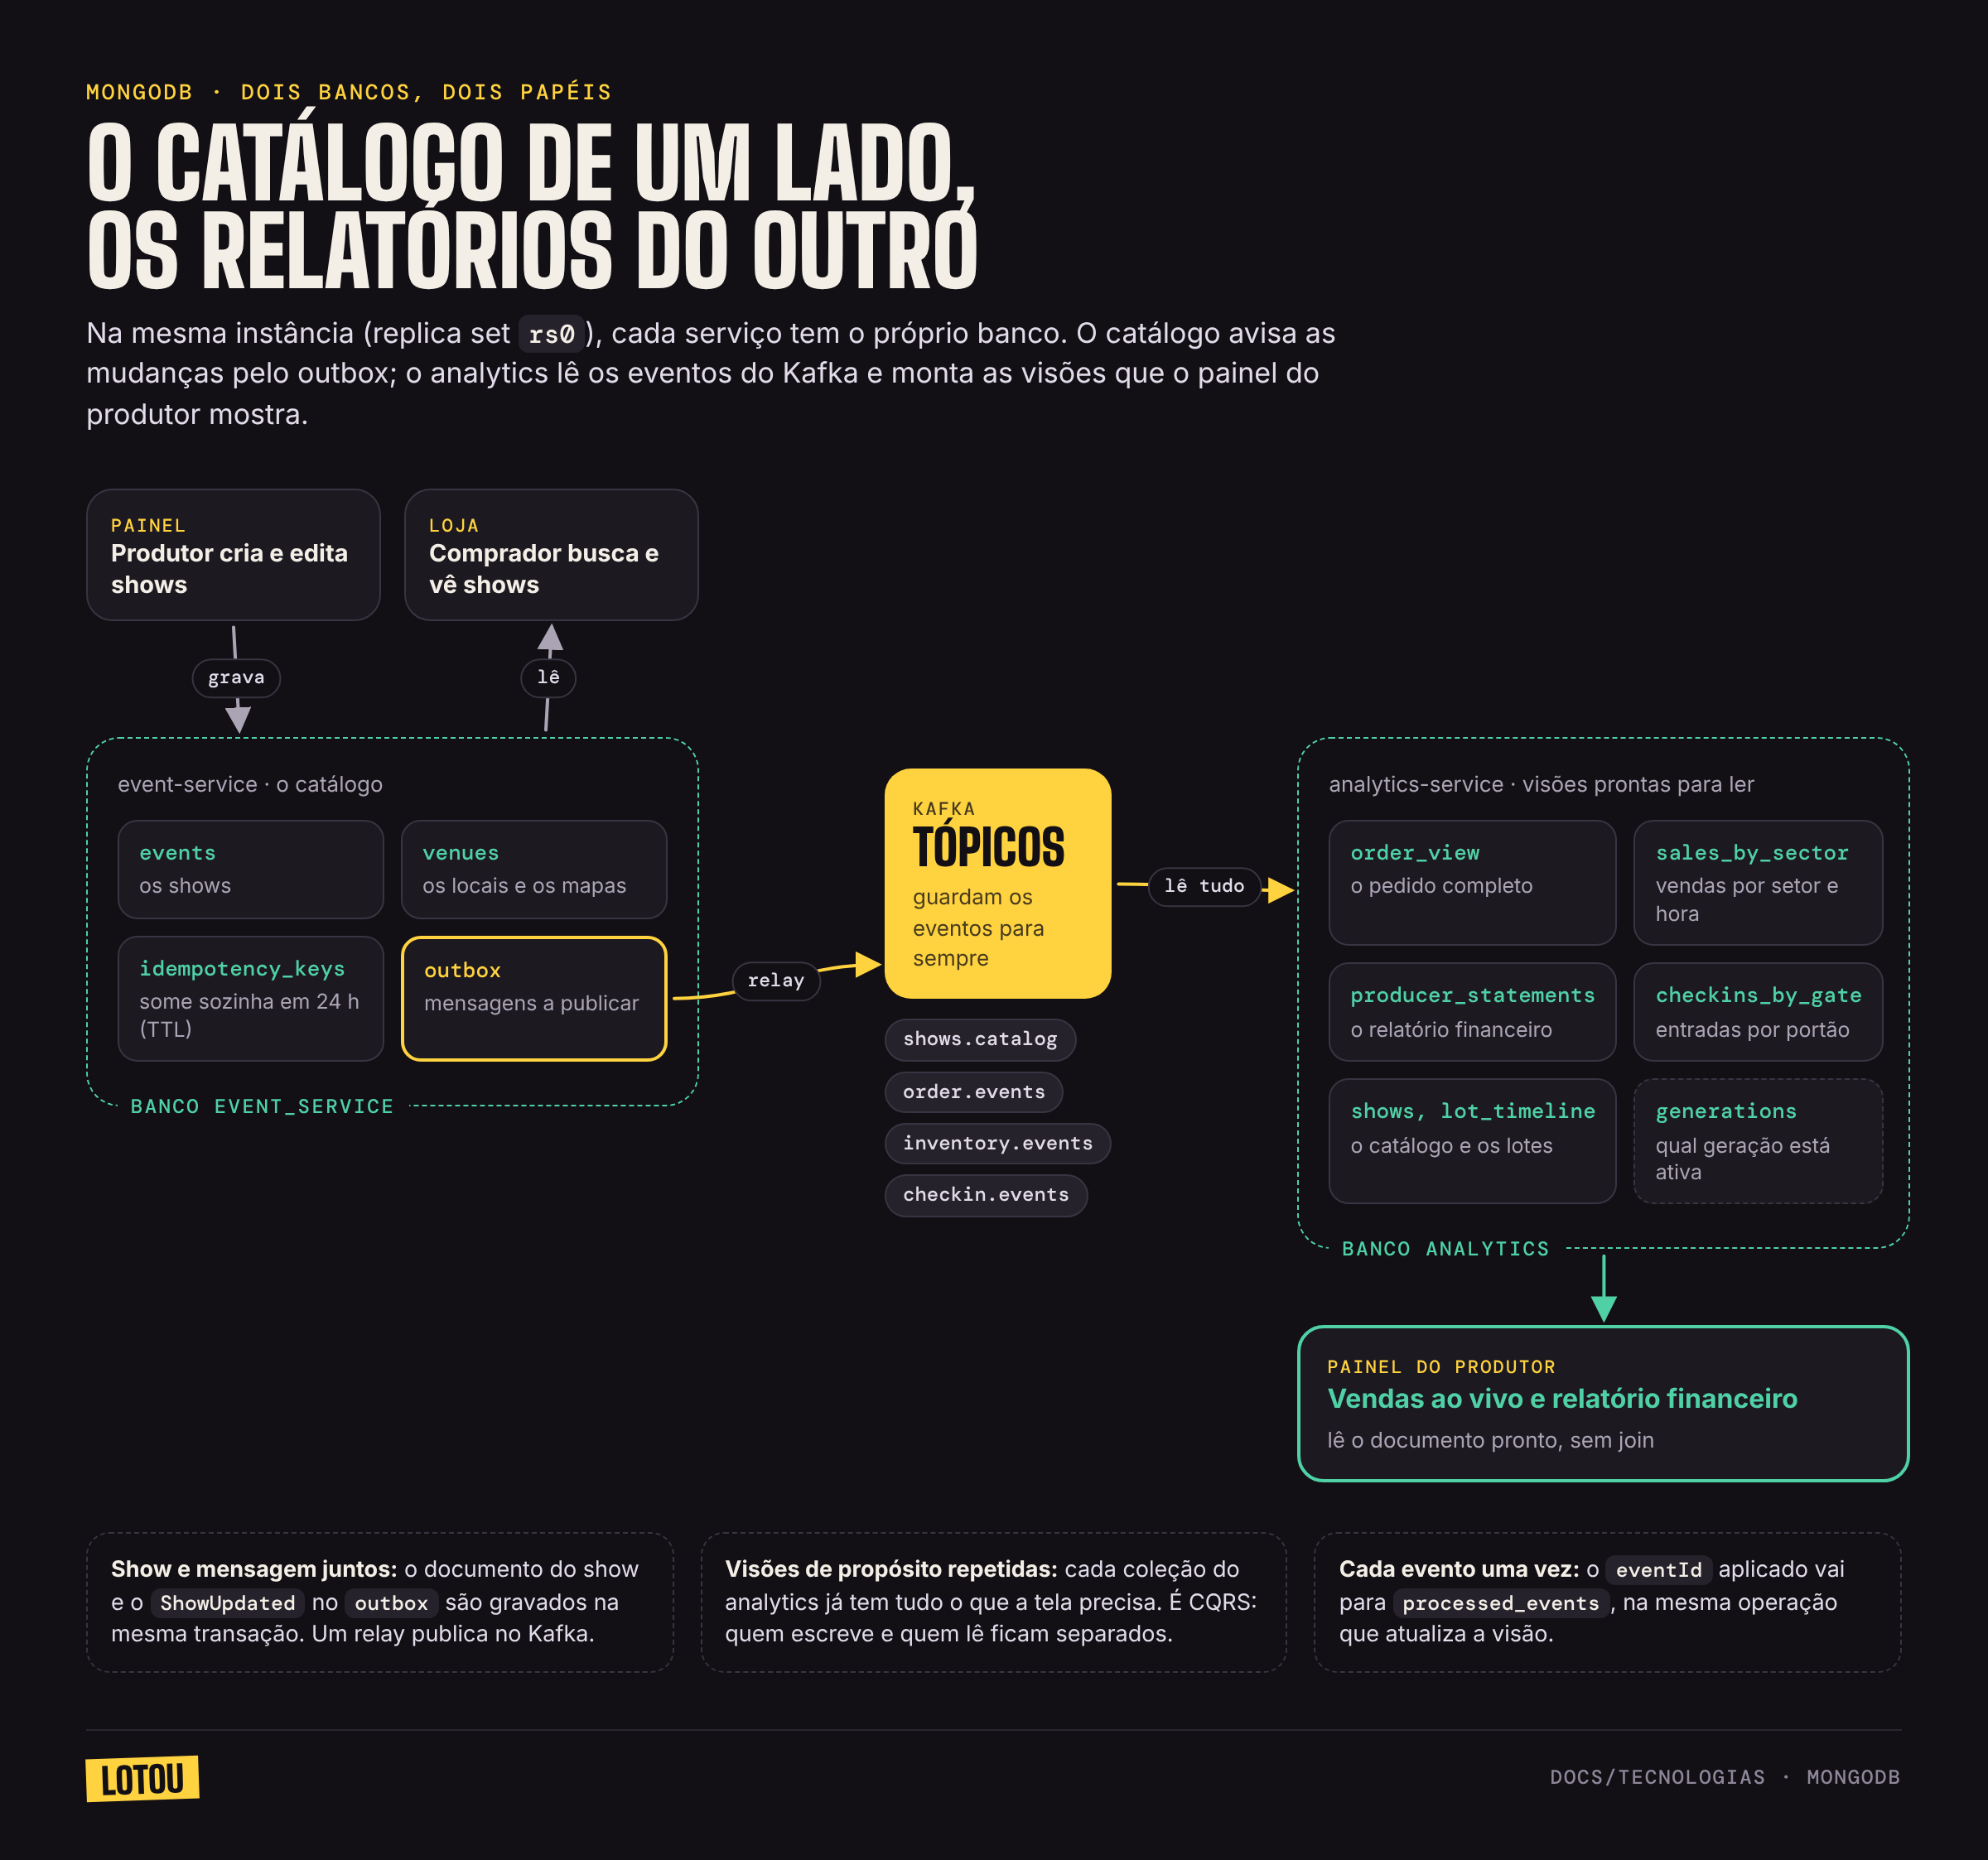 MONGODB · DOIS BANCOS, DOIS PAPÉIS
O CATÁLOGO DE UM LADO,
OS RELATÓRIOS DO OUTRO
Na mesma instância (replica set rs0), cada serviço tem o próprio banco. O catálogo avisa as
mudanças pelo outbox; o analytics lê os eventos do Kafka e monta as visões que o painel do
produtor mostra.
PAINEL
Produtor cria e edita
shows
LOJA
Comprador busca e
vê shows
grava
lê
event-service · o catálogo
events
os shows
venues
os locais e os mapas
idempotency_keys
some sozinha em 24 h
(TTL)
outbox
mensagens a publicar
BANCO EVENT_SERVICE
relay
KAFKA
TÓPICOS
guardam os
eventos para
sempre
shows.catalog
order.events
inventory.events
checkin.events
lê tudo
analytics-service · visões prontas para ler
order_view
o pedido completo
sales_by_sector
vendas por setor e
hora
producer_statements
o relatório financeiro
checkins_by_gate
entradas por portão
shows, lot_timeline
o catálogo e os lotes
generations
qual geração está
ativa
BANCO ANALYTICS
PAINEL DO PRODUTOR
Vendas ao vivo e relatório financeiro
lê o documento pronto, sem join
Show e mensagem juntos: o documento do show
e o ShowUpdated no outbox são gravados na
mesma transação. Um relay publica no Kafka.
Visões de propósito repetidas: cada coleção do
analytics já tem tudo o que a tela precisa. É CQRS:
quem escreve e quem lê ficam separados.
Cada evento uma vez: o eventId aplicado vai
para processed_events, na mesma operação
que atualiza a visão.
LOTOU
DOCS/TECNOLOGIAS · MONGODB